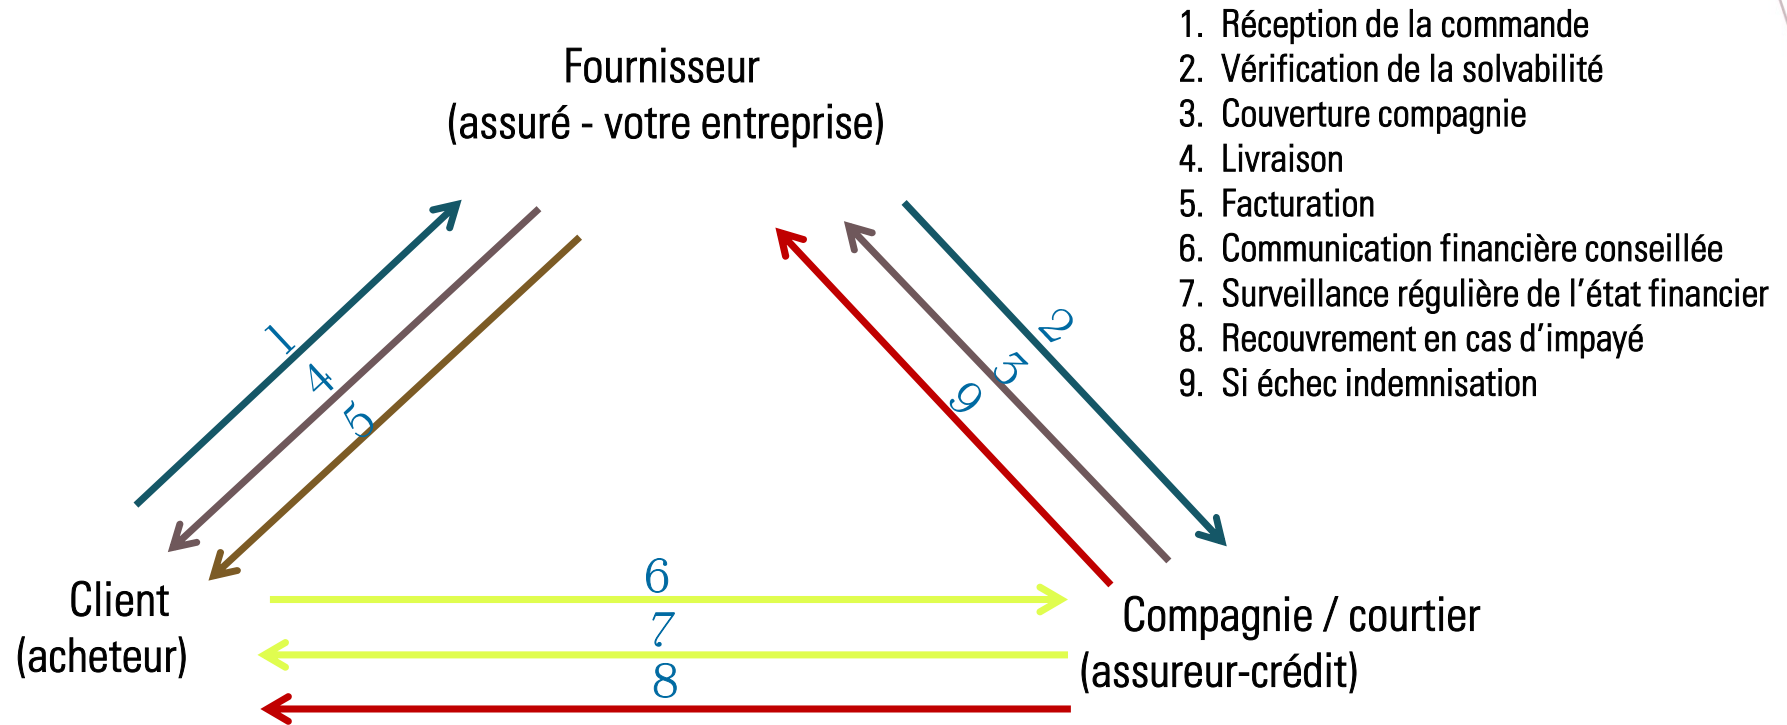 Fournisseur
(assuré - votre entreprise)
1. Réception de la commande
2. Vérification de la solvabilité
3. Couverture compagnie
4. Livraison
5. Facturation
6. Communication financière conseillée
7. Surveillance régulière de l’état financier
8. Recouvrement en cas d’impayé
9. Si échec indemnisation
1
4
5
2
3
9
6
7
8
Client
(acheteur)
Compagnie / courtier
(assureur-crédit)